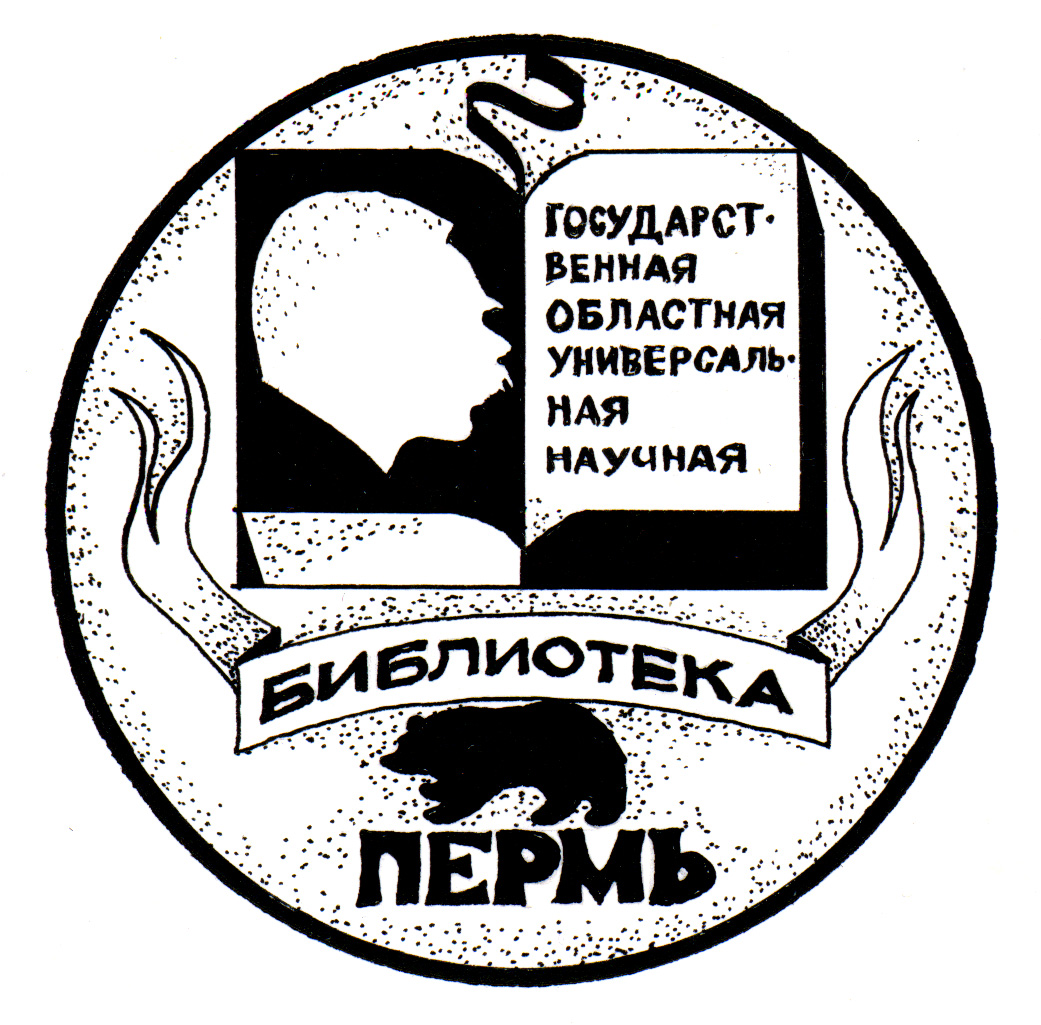 ГОСУДАРСТ-
ВЕННАЯ
ОБЛАСТНАЯ
УНИВЕРСАЛЬ-
НАЯ
НАУЧНАЯ
БИБЛИОТЕКА
ПЕРМЬ